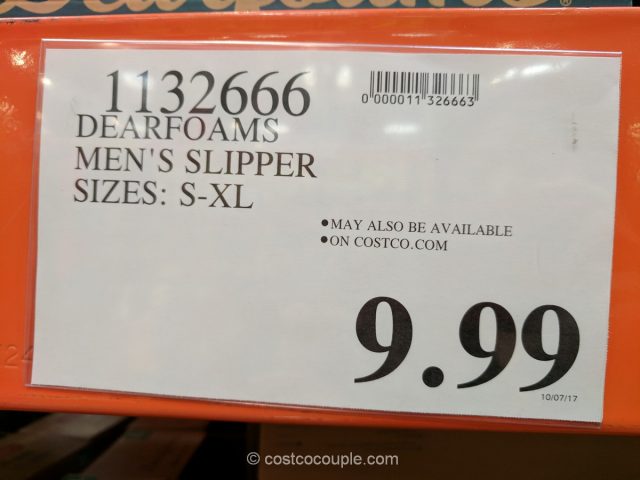 1132666
0 000011 326663
DEARFOAMS
MEN'S SLIPPER
SIZES: S-XL
•MAY ALSO BE AVAILABLE
•ON COSTCO.COM
9.99
10/07/17
© costcocouple.com